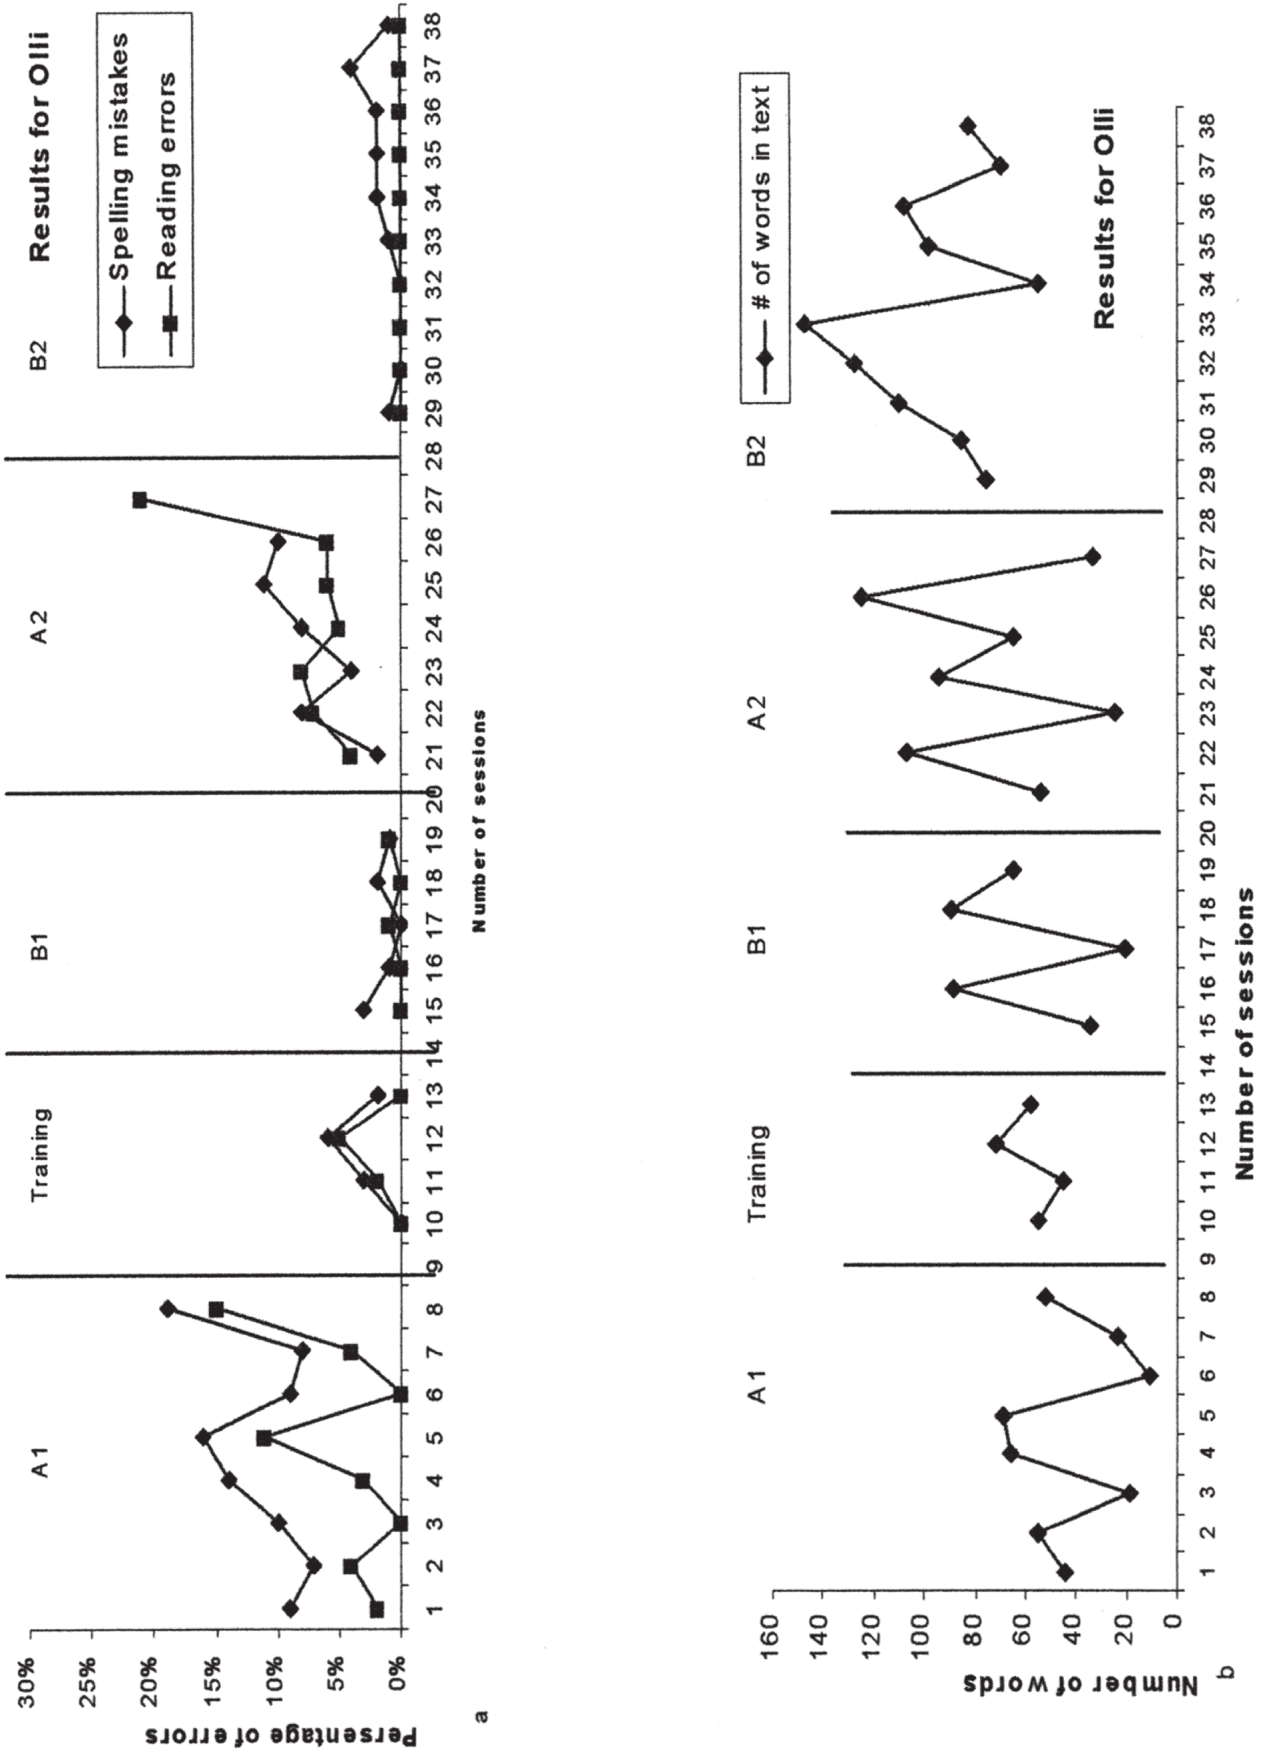 A1
Training
B1
A2
B2
Results for Olli
Spelling mistakes
Reading errors
30%
25%
20%
15%
10%
5%
0%
Persentage of errors
1 2 3 4 5 6 7 8 9 10 11 12 13 14 15 16 17 18 19 20 21 22 23 24 25 26 27 28 29 30 31 32 33 34 35 36 37 38
Number of sessions
a
A1
Training
B1
A2
B2
# of words in text
Results for Olli
160
140
120
100
80
60
40
20
0
Number of words
1 2 3 4 5 6 7 8 9 10 11 12 13 14 15 16 17 18 19 20 21 22 23 24 25 26 27 28 29 30 31 32 33 34 35 36 37 38
Number of sessions
b